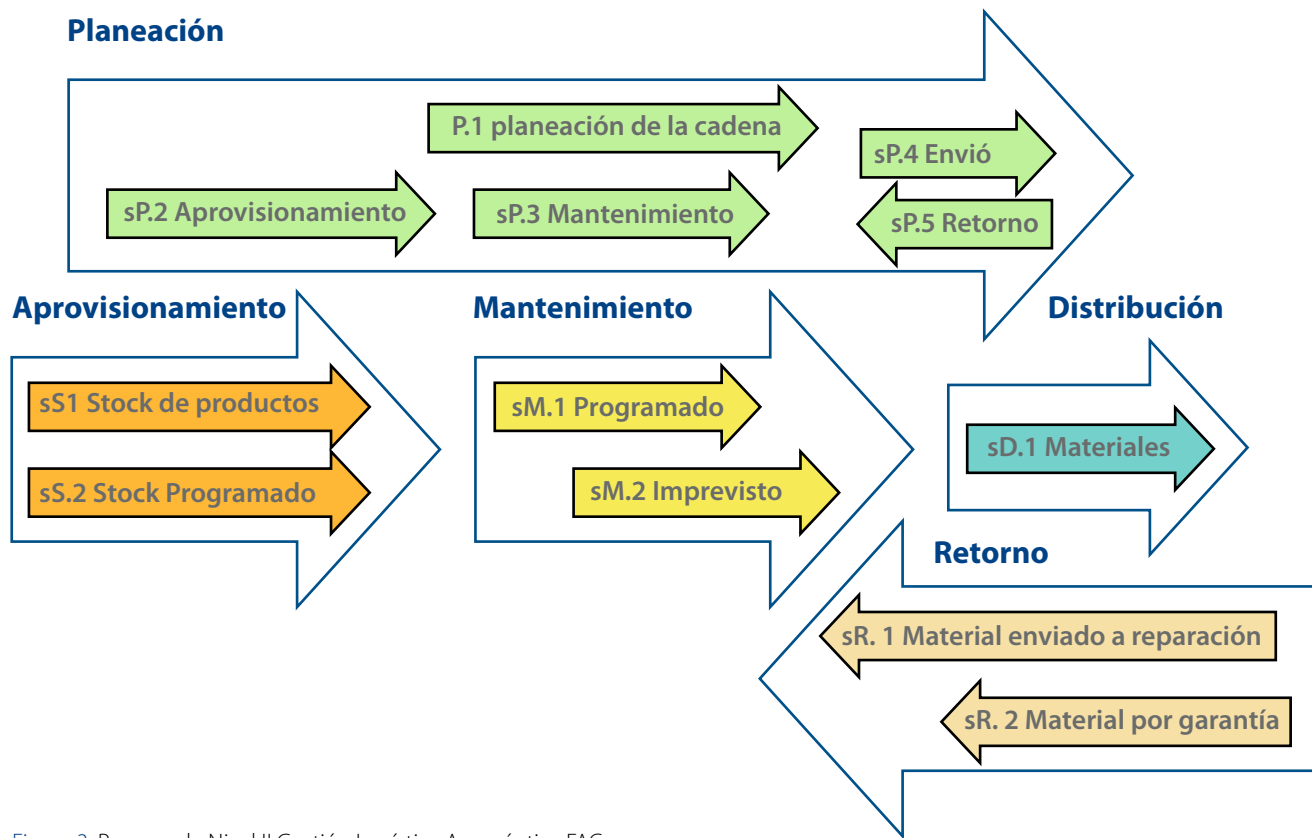 Planeación
P.1 planeación de la cadena
sP.4 Envió
sP.2 Aprovisionamiento
sP.3 Mantenimiento
sP.5 Retorno
Aprovisionamiento
sS1 Stock de productos
sS.2 Stock Programado
Mantenimiento
sM.1 Programado
sM.2 Imprevisto
Distribución
sD.1 Materiales
Retorno
sR. 1 Material enviado a reparación
sR. 2 Material por garantía